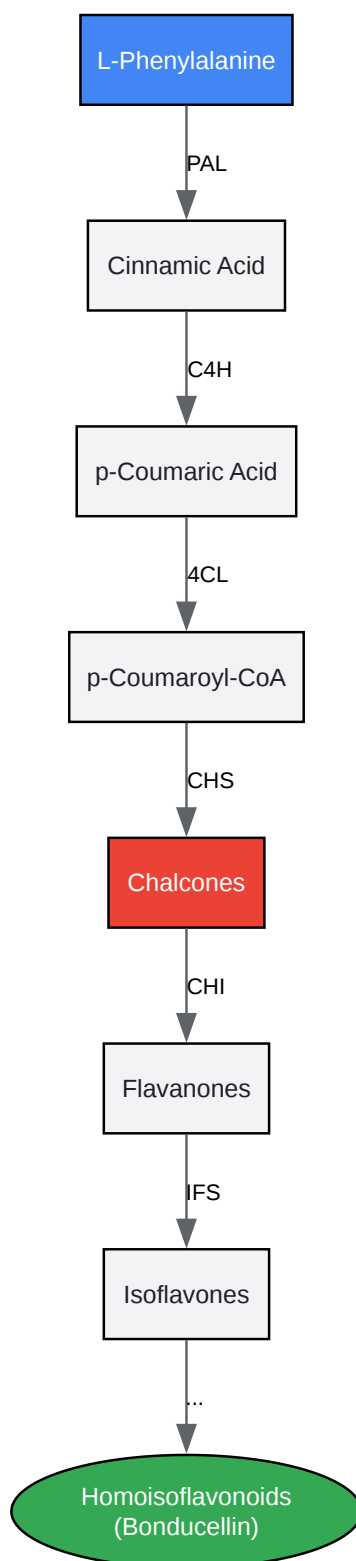 L-Phenylalanine
PAL
Cinnamic Acid
C4H
p-Coumaric Acid
4CL
p-Coumaroyl-CoA
CHS
Chalcones
CHI
Flavanones
IFS
Isoflavones
...
Homoisoflavonoids
(Bonducellin)